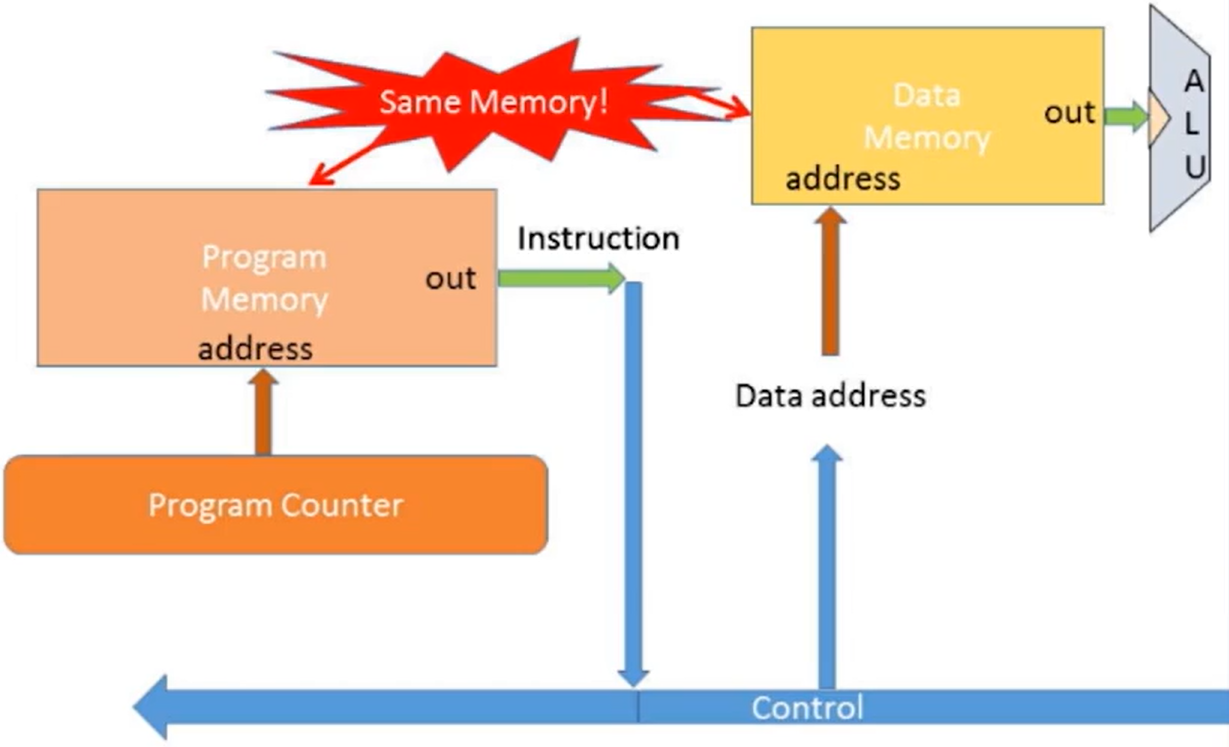 Same Memory!
Data
Memory
out
address
A
L
U
Program
Memory
out
address
Instruction
Data address
Program Counter
Control